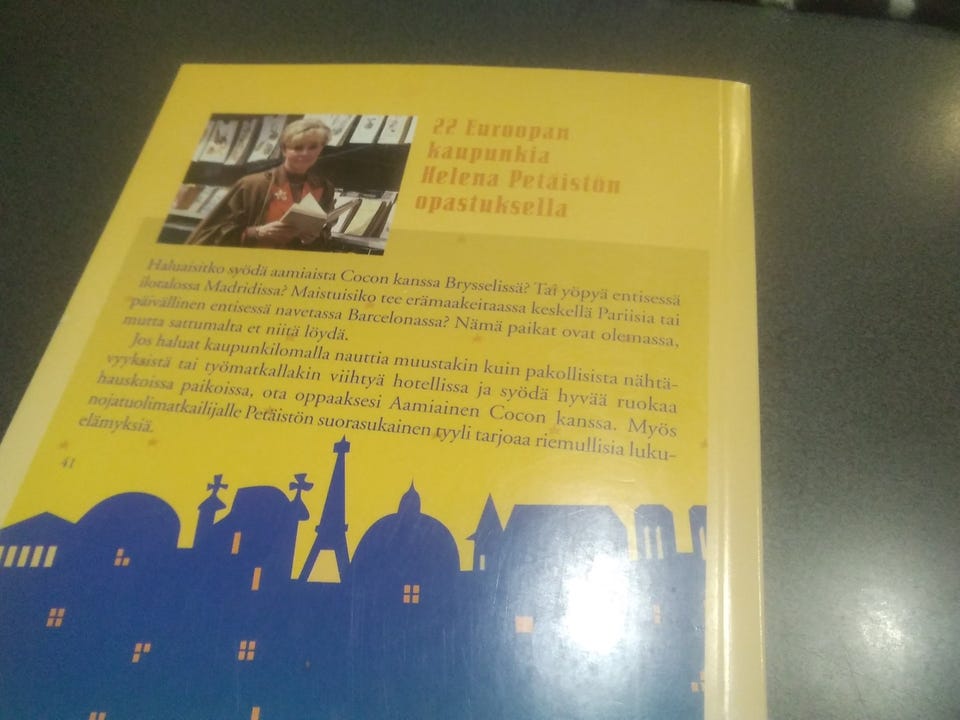 22 Euroopan
kaupunkia
Helena Petäistön
opastuksella
Haluaisitko syödä aamiaista Cocon kanssa Brysselissä? Tai yöpyä entisessä
ilotalossa Madridissa? Maistuisiko tee erämaakeitaassa keskellä Pariisia tai
päivällinen entisessä navetassa Barcelonassa? Nämä paikat ovat olemassa,
mutta sattumalta et niitä löydä.
Jos haluat kaupunkilomalla nauttia muustakin kuin pakollisista nähtä-
vyyksistä tai työmatkallakin viihtyä hotellissa ja syödä hyvää ruokaa
hauskoissa paikoissa, ota oppaaksesi Aamiainen Cocon kanssa. Myös
nojatuolimatkailijalle Petäistön suorasukainen tyyli tarjoaa riemullisia luku-
elämyksiä.
41